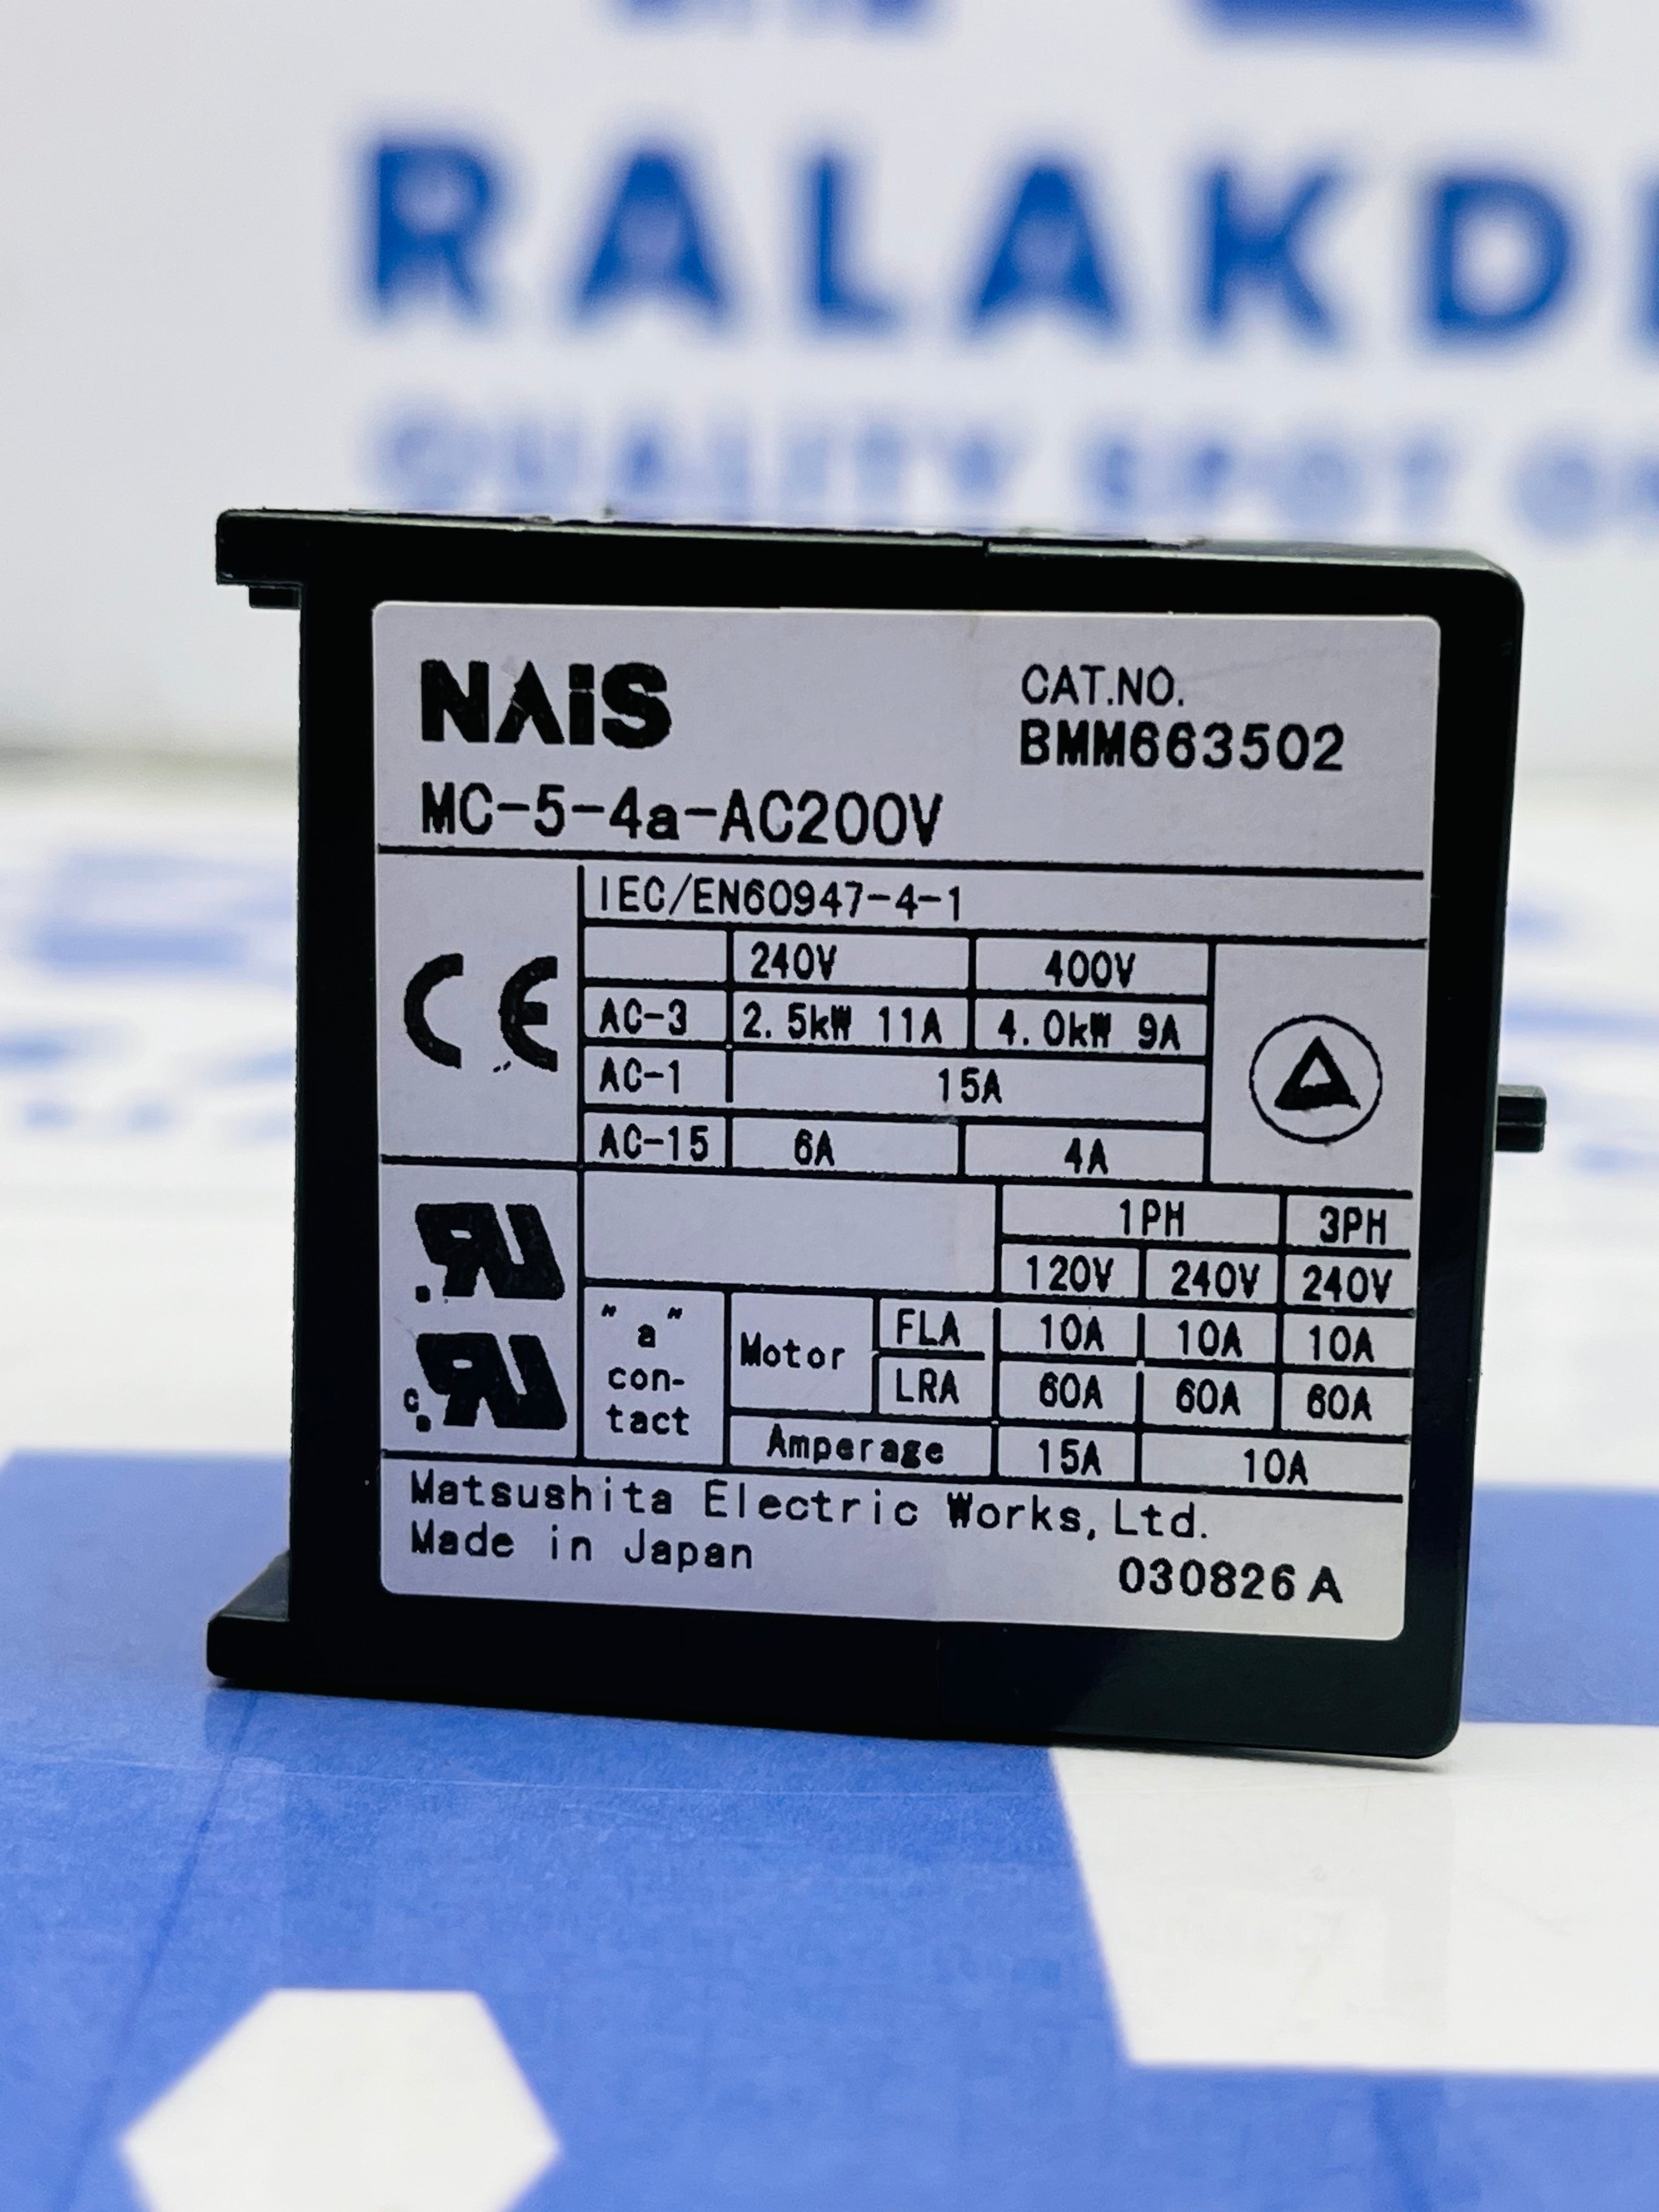 RALAKD
QUALITY SPOT
NAiS
CAT.NO.
BMM663502
MC-5-4a-AC200V
CE
IEC/EN60947-4-1
240V 400V
AC-3 2.5kW 11A 4.0kW 9A
AC-1 15A
AC-15 6A 4A
1PH 3PH
120V 240V 240V
"a" con-tact
Motor FLA 10A 10A 10A
LRA 60A 60A 60A
Amperage 15A 10A
Matsushita Electric Works, Ltd.
Made in Japan
030826 A